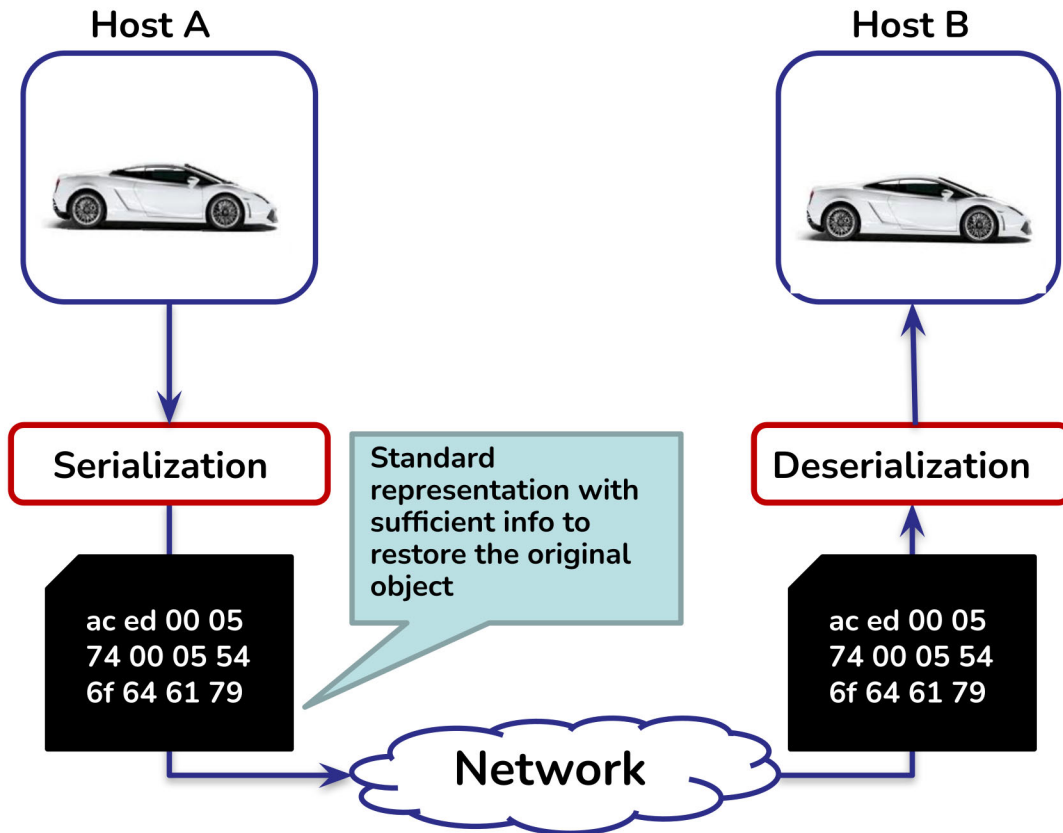 Host A
Host B
Serialization
Standard
representation with
sufficient info to
restore the original
object
Deserialization
ac ed 00 05
74 00 05 54
6f 64 61 79
ac ed 00 05
74 00 05 54
6f 64 61 79
Network